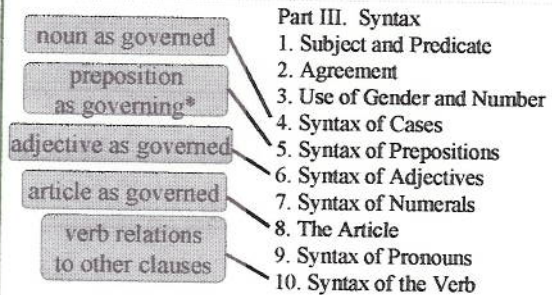 noun as governed
preposition
as governing*
adjective as governed
article as governed
verb relations
to other clauses
Part III. Syntax
1. Subject and Predicate
2. Agreement
3. Use of Gender and Number
4. Syntax of Cases
5. Syntax of Prepositions
6. Syntax of Adjectives
7. Syntax of Numerals
8. The Article
9. Syntax of Pronouns
10. Syntax of the Verb